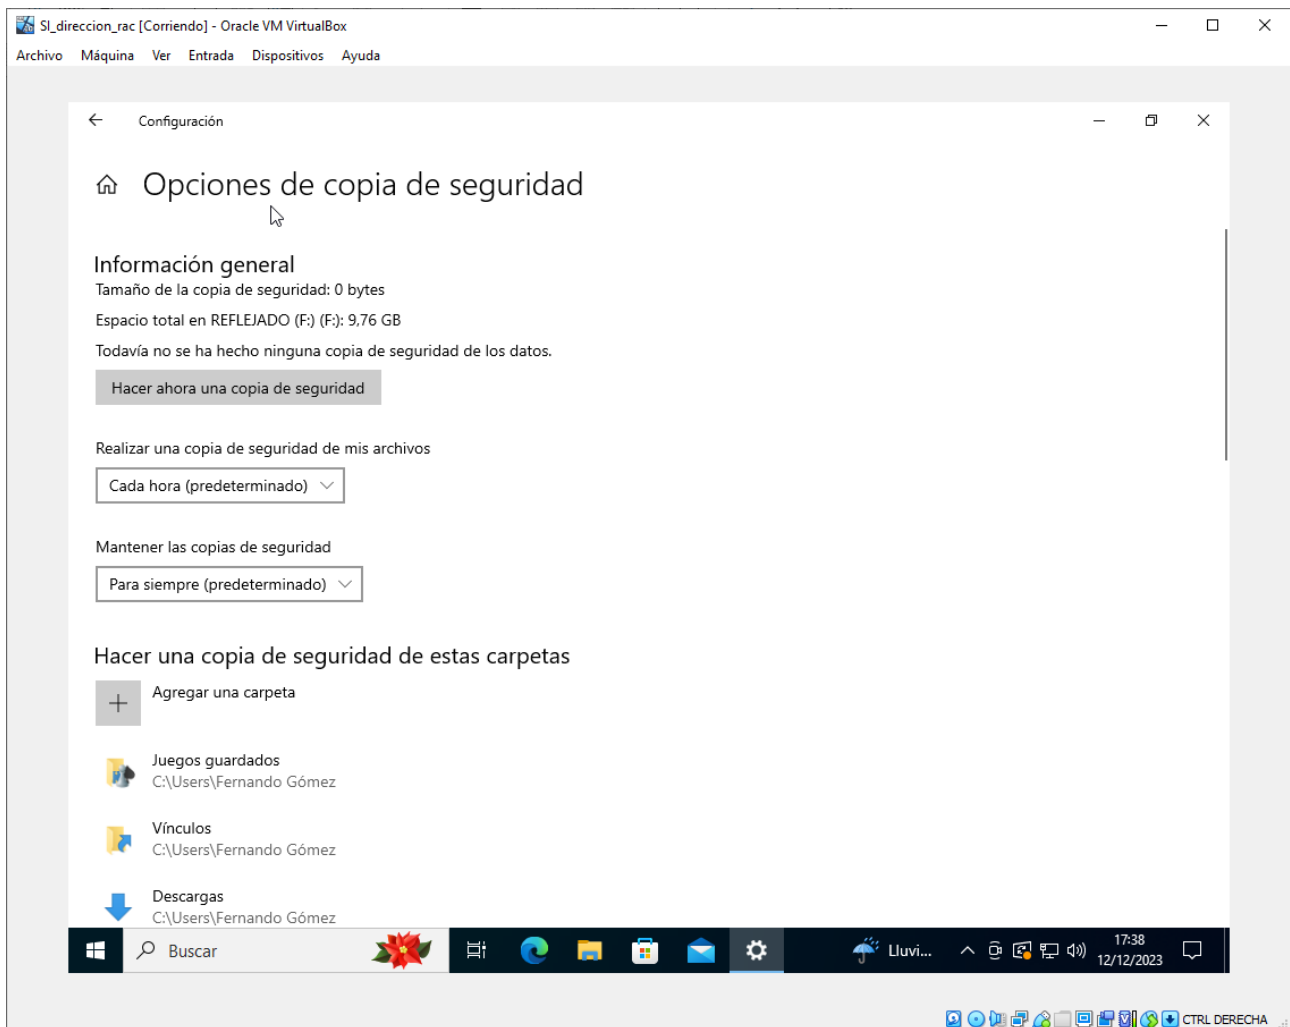 SI_direccion_rac [Corriendo] - Oracle VM VirtualBox
Archivo Máquina Ver Entrada Dispositivos Ayuda
Configuración
Opciones de copia de seguridad
Información general
Tamaño de la copia de seguridad: 0 bytes
Espacio total en REFLEJADO (F:) (F:): 9,76 GB
Todavía no se ha hecho ninguna copia de seguridad de los datos.
Hacer ahora una copia de seguridad
Realizar una copia de seguridad de mis archivos
Cada hora (predeterminado)
Mantener las copias de seguridad
Para siempre (predeterminado)
Hacer una copia de seguridad de estas carpetas
Agregar una carpeta
Juegos guardados
C:\Users\Fernando Gómez
Vínculos
C:\Users\Fernando Gómez
Descargas
C:\Users\Fernando Gómez
Buscar
Lluvi...
17:38
12/12/2023
CTRL DERECHA